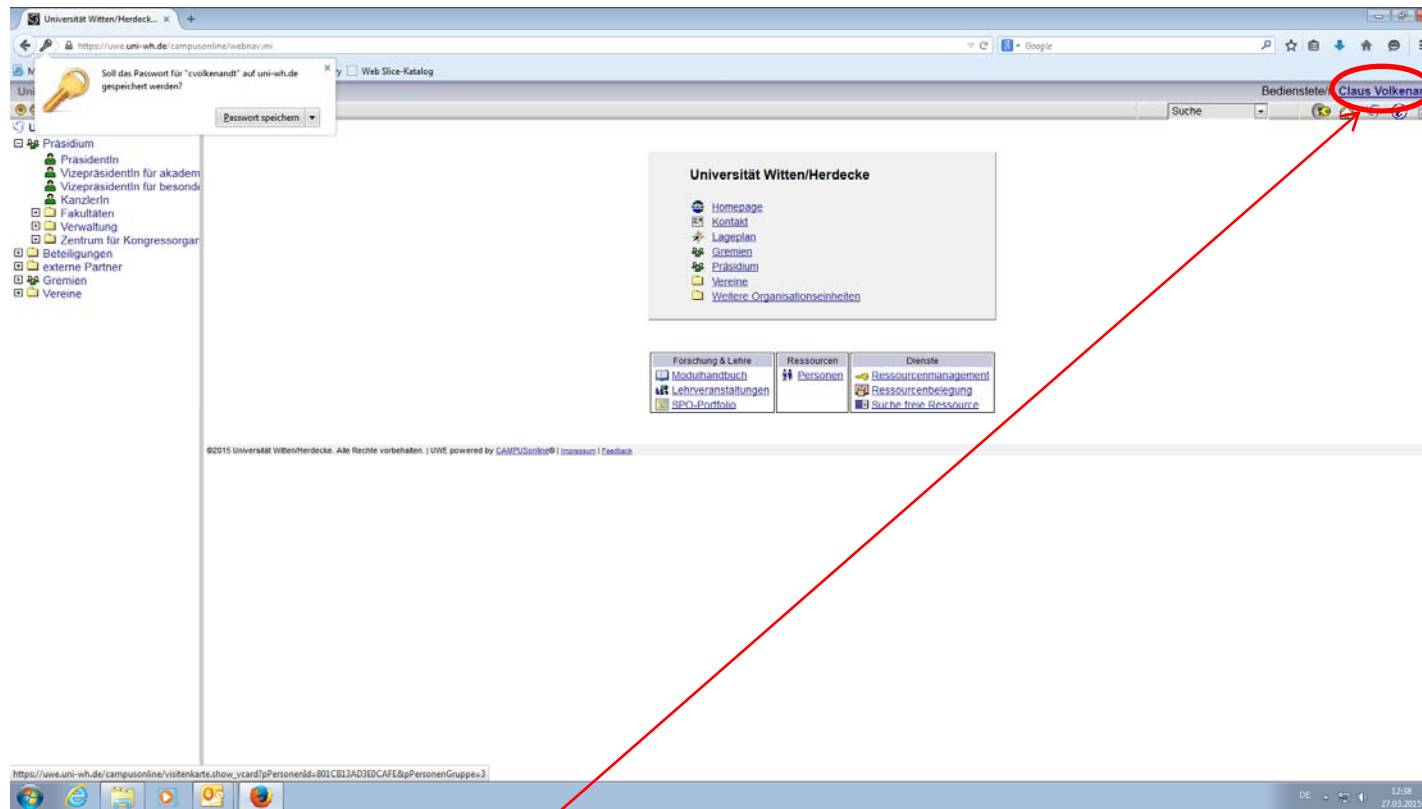 Universität Witten/Herdeck... × +
https://uwe.uni-wh.de/campusonline/webnav.ini
Google
Soll das Passwort für "cvolkenandt" auf uni-wh.de
gespeichert werden?
Passwort speichern
Web Slice-Katalog
Bedienstete/ Claus Volkenan
Suche
Präsidium
PräsidentIn
VizepräsidentIn für akadem
VizepräsidentIn für besonde
KanzlerIn
Fakultäten
Verwaltung
Zentrum für Kongressorgar
Beteiligungen
externe Partner
Gremien
Vereine
Universität Witten/Herdecke
Homepage
Kontakt
Lageplan
Gremien
Präsidium
Vereine
Weitere Organisationseinheiten
Forschung & Lehre Ressourcen Dienste
Modulhandbuch Personen Ressourcenmanagement
Lehrveranstaltungen Ressourcenbelegung
SPO-Portfolio Suche freie Ressource
©2015 Universität Witten/Herdecke. Alle Rechte vorbehalten. | UWE powered by CAMPUSonline® | Impressum | Feedback
https://uwe.uni-wh.de/campusonline/visitenkarte.show_vcard?pPersonenId=801CB13AD3E0CAFE&pPersonenGruppe=3
DE 12:38
27.03.2015